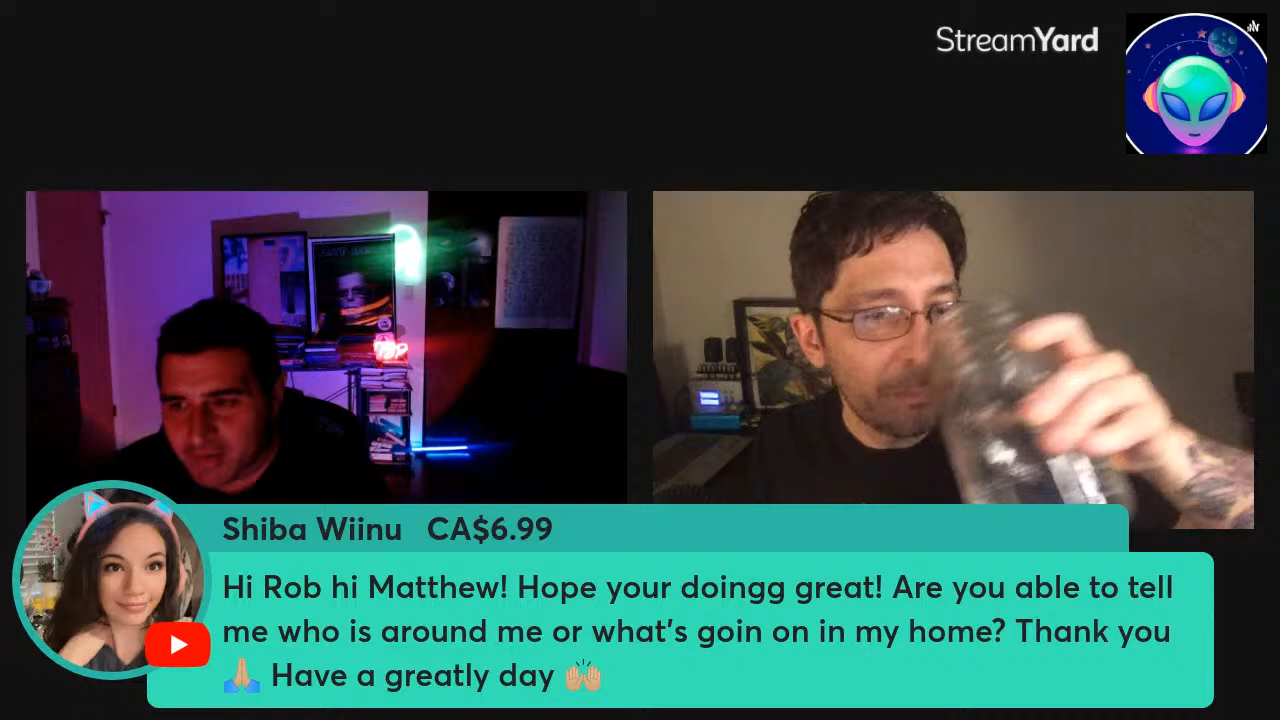 StreamYard
Shiba Wiinu CA$6.99
Hi Rob hi Matthew! Hope your doingg great! Are you able to tell
me who is around me or what's goin on in my home? Thank you
🙏🏼 Have a greatly day 🙌🏼